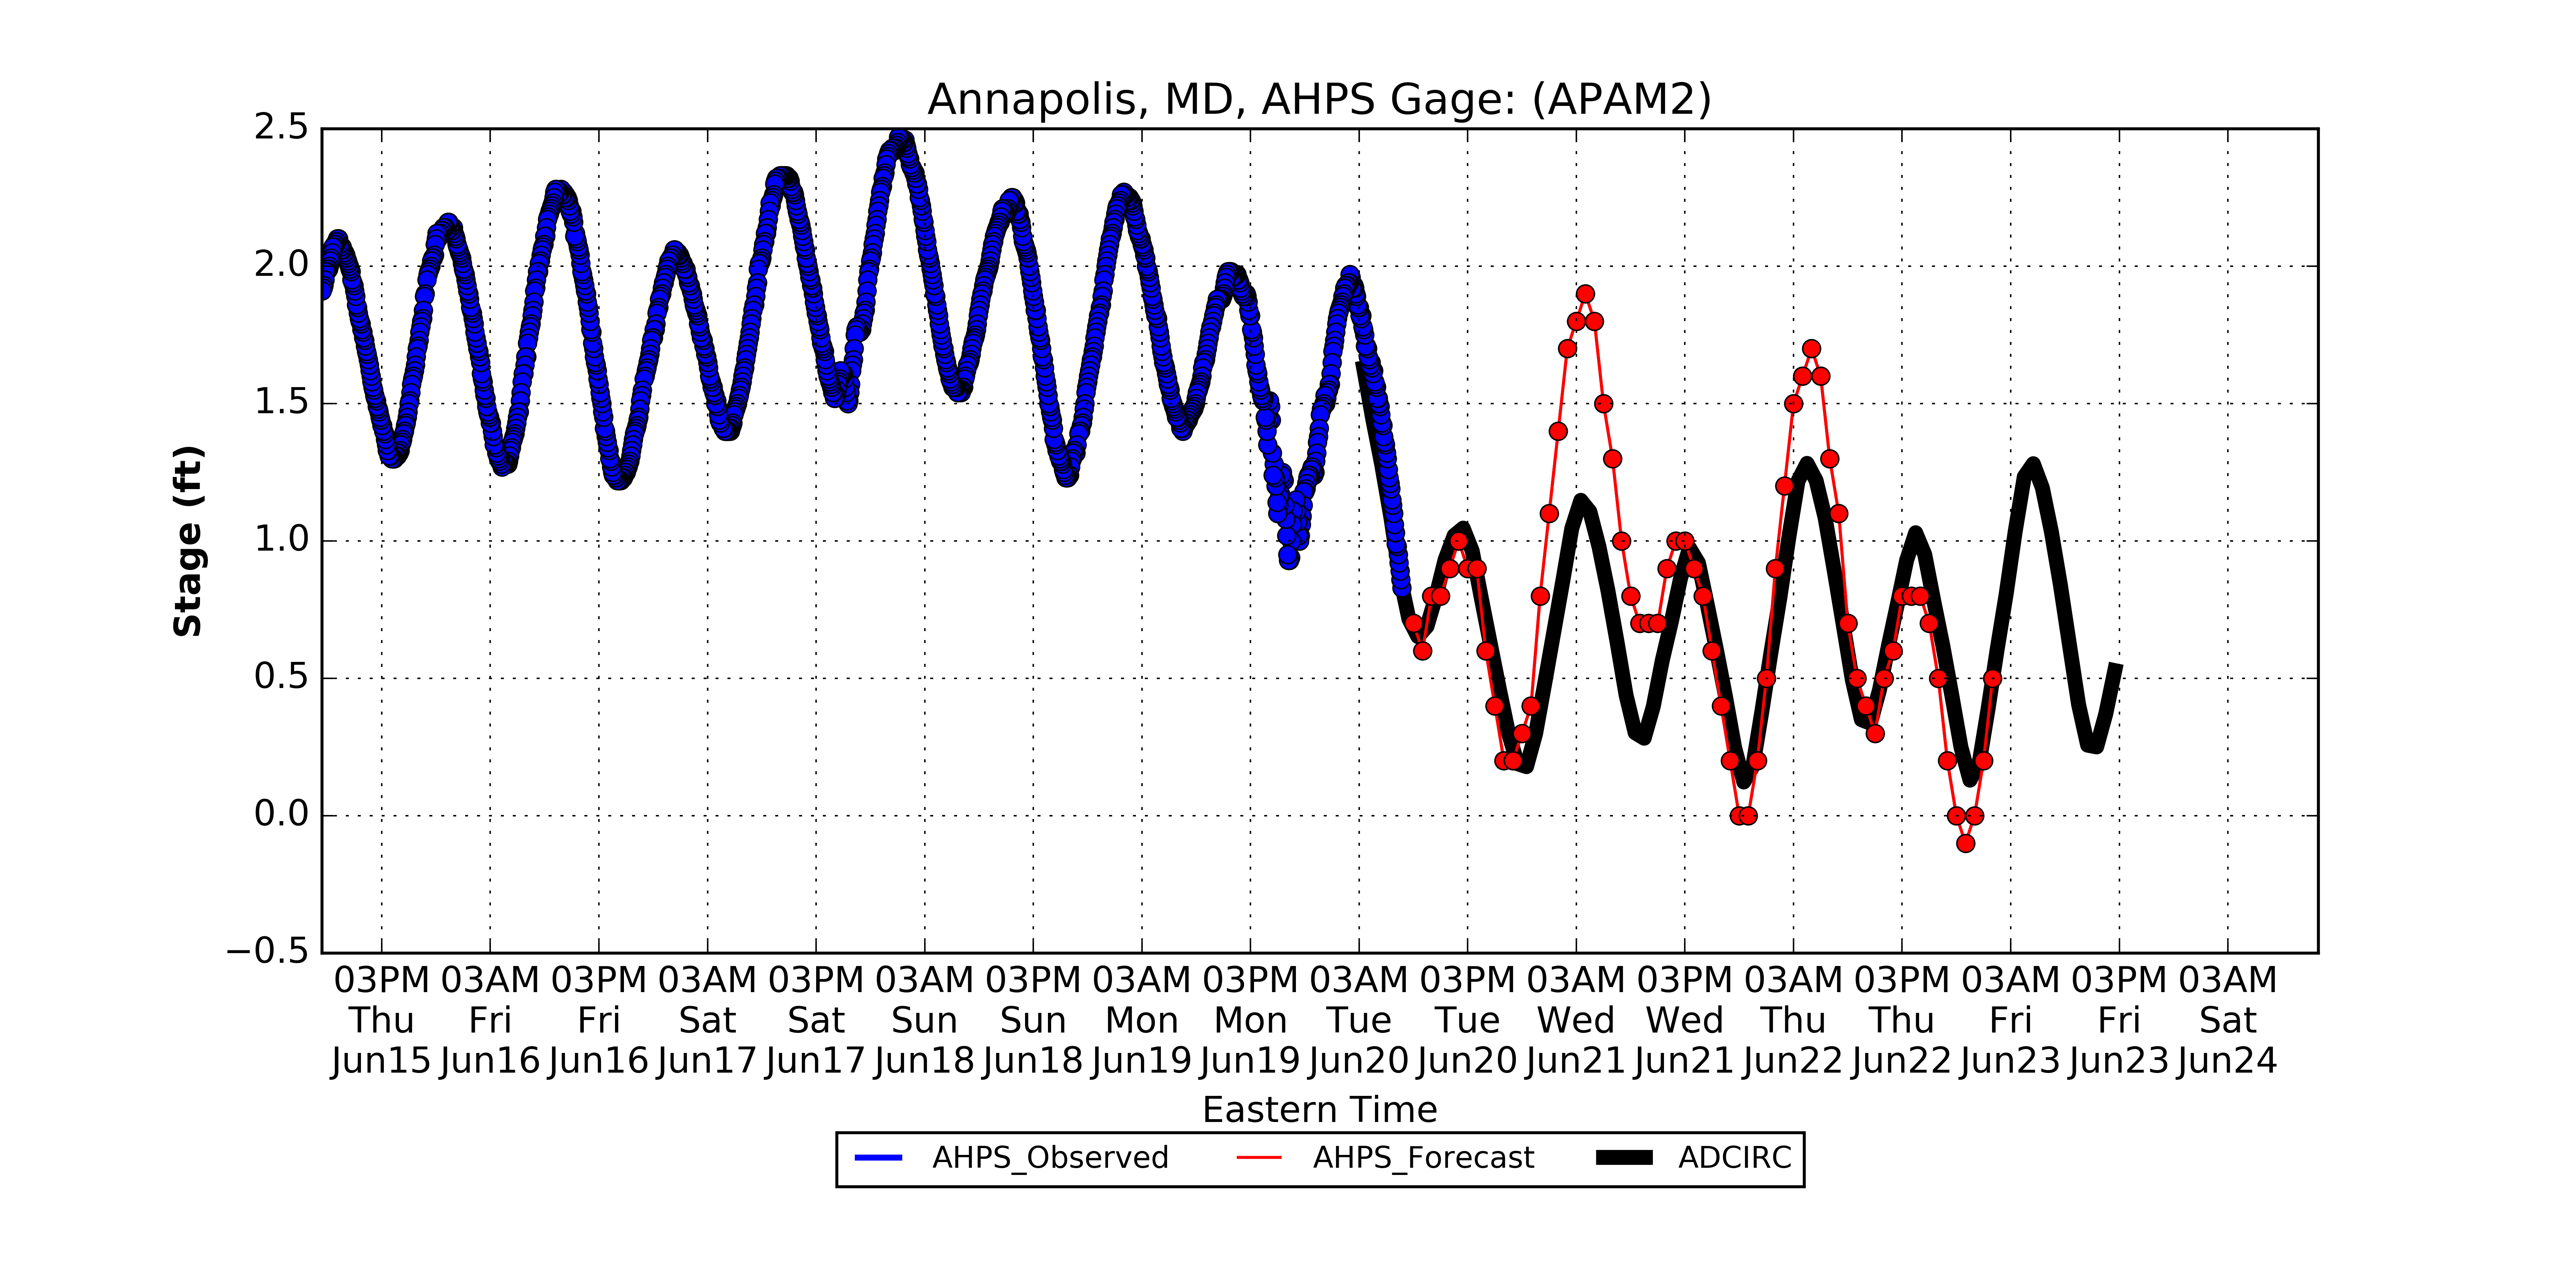 Annapolis, MD, AHPS Gage: (APAM2)
2.5
2.0
1.5
1.0
0.5
0.0
−0.5
Stage (ft)
03PM 03AM 03PM 03AM 03PM 03AM 03PM 03AM 03PM 03AM 03PM 03AM 03PM 03AM 03PM 03AM 03PM 03AM
Thu Fri Fri Sat Sat Sun Sun Mon Mon Tue Tue Wed Wed Thu Thu Fri Fri Sat
Jun15 Jun16 Jun16 Jun17 Jun17 Jun18 Jun18 Jun19 Jun19 Jun20 Jun20 Jun21 Jun21 Jun22 Jun22 Jun23 Jun23 Jun24
Eastern Time
AHPS_Observed AHPS_Forecast ADCIRC